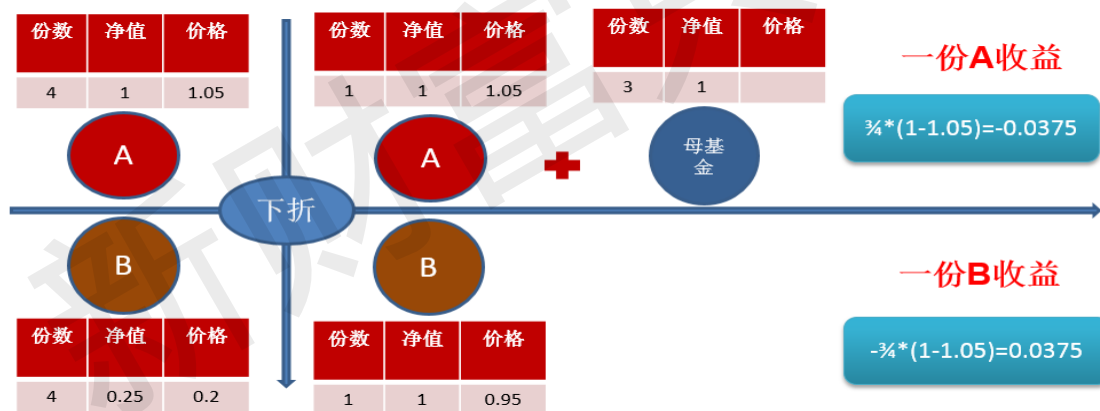 份数 净值 价格
4 1 1.05
A
份数 净值 价格
1 1 1.05
A
份数 净值 价格
3 1
母基
金
一份A收益
¾*(1-1.05)=-0.0375
下折
B
份数 净值 价格
4 0.25 0.2
B
份数 净值 价格
1 1 0.95
一份B收益
-¾*(1-1.05)=0.0375
新财富